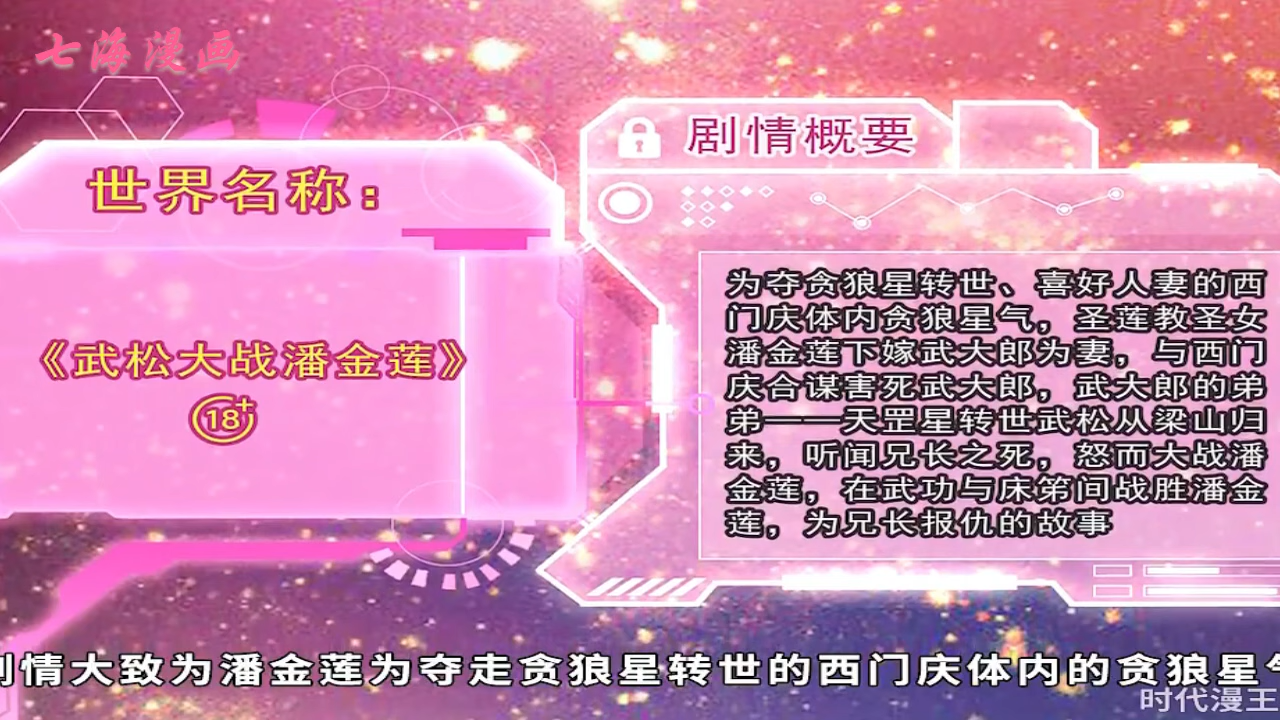 七海漫画
世界名称：
《武松大战潘金莲》
18+
剧情概要
为夺贪狼星转世、喜好人妻的西
门庆体内贪狼星气，圣莲教圣女
潘金莲下嫁武大郎为妻，与西门
庆合谋害死武大郎，武大郎的弟
弟——天罡星转世武松从梁山归
来，听闻兄长之死，怒而大战潘
金莲，在武功与床笫间战胜潘金
莲，为兄长报仇的故事
剧情大致为潘金莲为夺走贪狼星转世的西门庆体内的贪狼星气
时代漫王